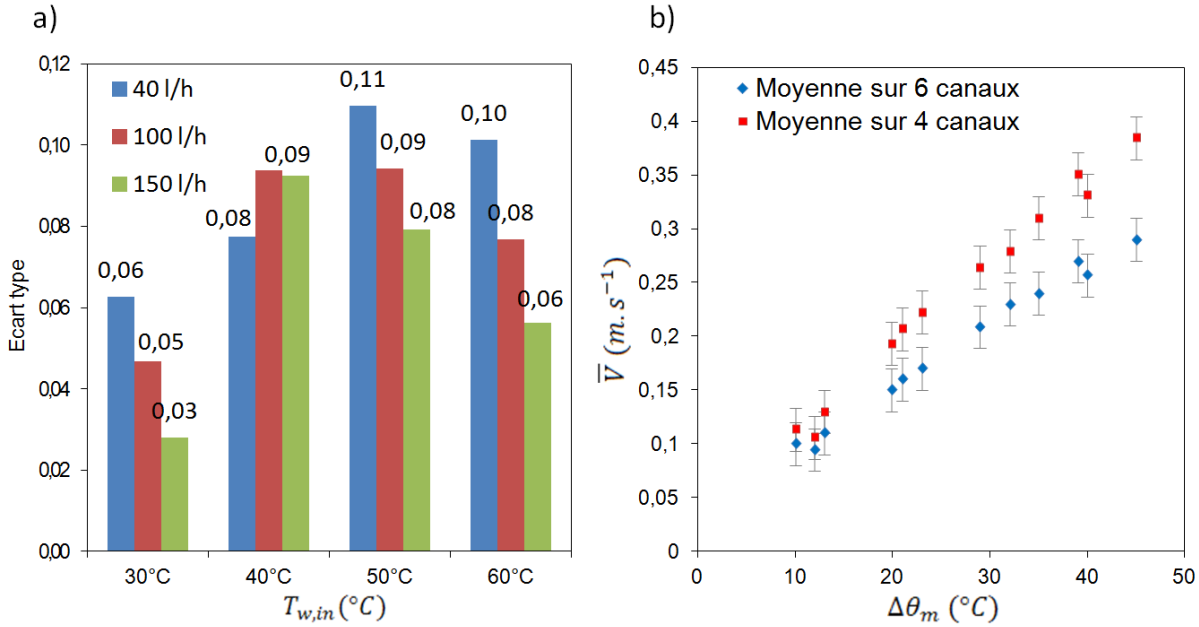 a)
0,12
0,10
0,08
0,06
0,04
0,02
0,00
Ecart type
40 l/h
100 l/h
150 l/h
0,06
0,05
0,03
0,08
0,09
0,11
0,09
0,08
0,10
0,08
0,06
30°C
40°C
50°C
60°C
T_{w,in} (°C)
b)
0,45
0,4
0,35
0,3
0,25
0,2
0,15
0,1
0,05
0
V̅ (m.s⁻¹)
Moyenne sur 6 canaux
Moyenne sur 4 canaux
0
10
20
30
40
50
Δθ_m (°C)